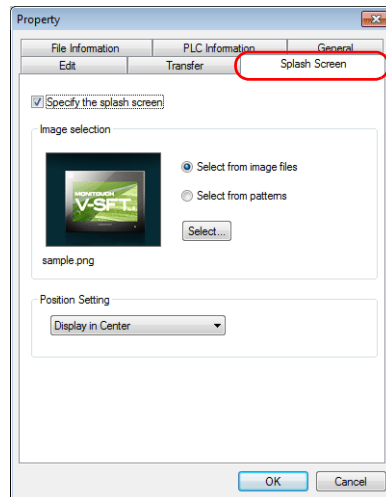 Property
File Information
PLC Information
General
Edit
Transfer
Splash Screen
Specify the splash screen
Image selection
MONITOUCH
V-SFT
Select from image files
Select from patterns
Select...
sample.png
Position Setting
Display in Center
OK
Cancel